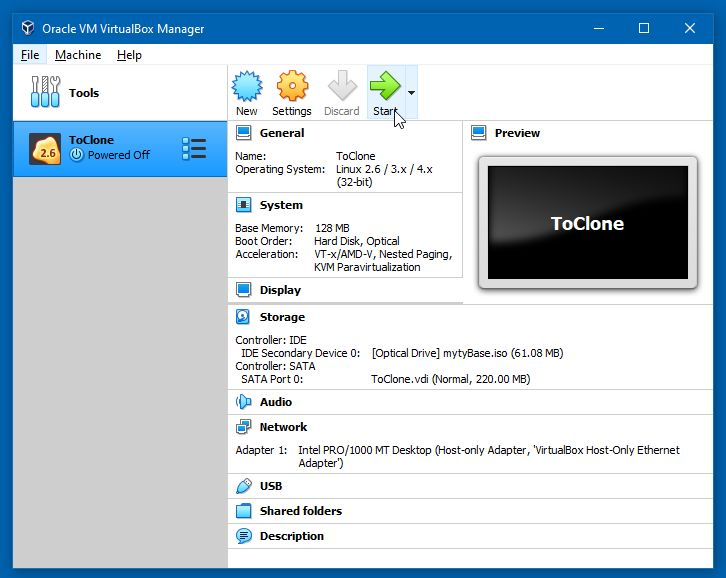 Oracle VM VirtualBox Manager
File Machine Help
Tools
New Settings Discard Start
2.6 ToClone
Powered Off
General
Name: ToClone
Operating System: Linux 2.6 / 3.x / 4.x
(32-bit)
Preview
ToClone
System
Base Memory: 128 MB
Boot Order: Hard Disk, Optical
Acceleration: VT-x/AMD-V, Nested Paging,
KVM Paravirtualization
Display
Storage
Controller: IDE
IDE Secondary Device 0: [Optical Drive] mytyBase.iso (61.08 MB)
Controller: SATA
SATA Port 0: ToClone.vdi (Normal, 220.00 MB)
Audio
Network
Adapter 1: Intel PRO/1000 MT Desktop (Host-only Adapter, 'VirtualBox Host-Only Ethernet
Adapter')
USB
Shared folders
Description